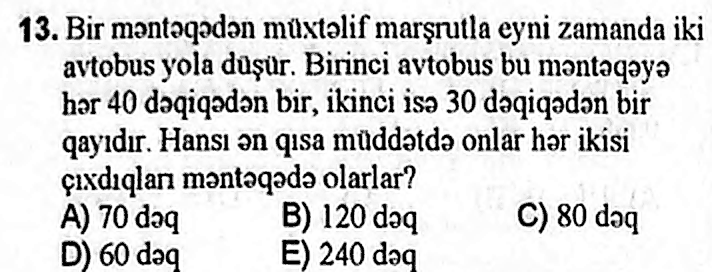 13. Bir məntəqədən müxtəlif marşrutla eyni zamanda iki
avtobus yola düşür. Birinci avtobus bu məntəqəyə
hər 40 dəqiqədən bir, ikinci isə 30 dəqiqədən bir
qayıdır. Hansı ən qısa müddətdə onlar hər ikisi
çıxdıqları məntəqədə olarlar?
A) 70 dəq B) 120 dəq C) 80 dəq
D) 60 dəq E) 240 dəq